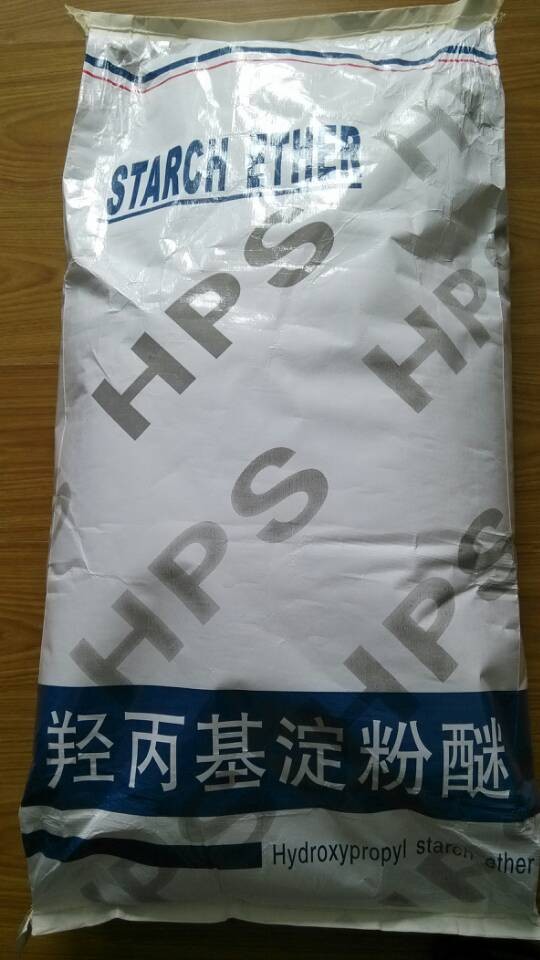 STARCH ETHER
HPS
HPS
HPS
HPS
羟丙基淀粉醚
Hydroxypropyl starch ether
HPS